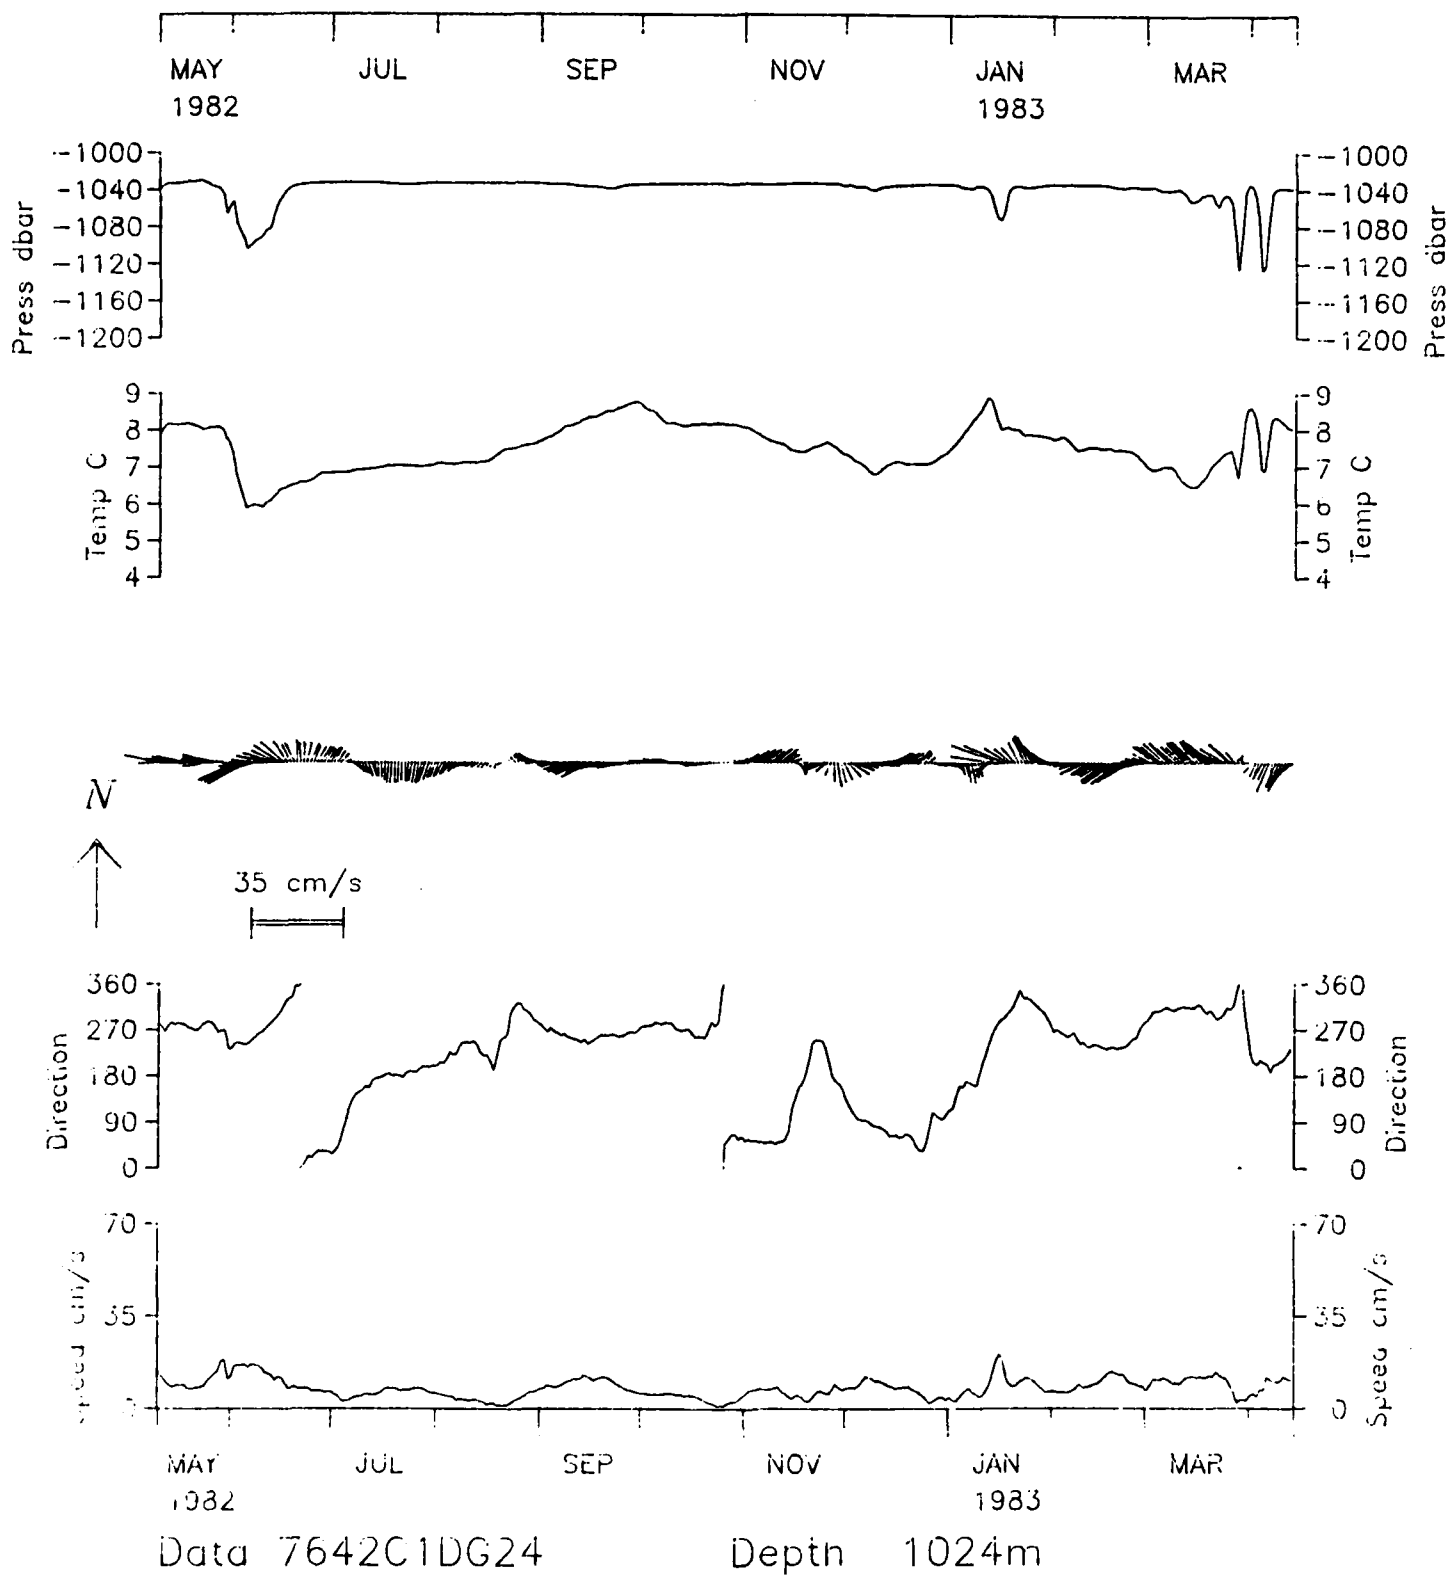 MAY JUL SEP NOV JAN MAR
1982 1983
-1000 -1000
-1040 -1040
-1080 -1080
-1120 -1120
-1160 -1160
-1200 -1200
Press dbar Press dbar
9 9
8 8
7 7
6 6
5 5
4 4
Temp C Temp C
N
35 cm/s
360 360
270 270
180 180
90 90
0 0
Direction Direction
70 70
35 35
0 0
Speed cm/s Speed cm/s
MAY JUL SEP NOV JAN MAR
1982 1983
Data 7642C1DG24 Depth 1024m